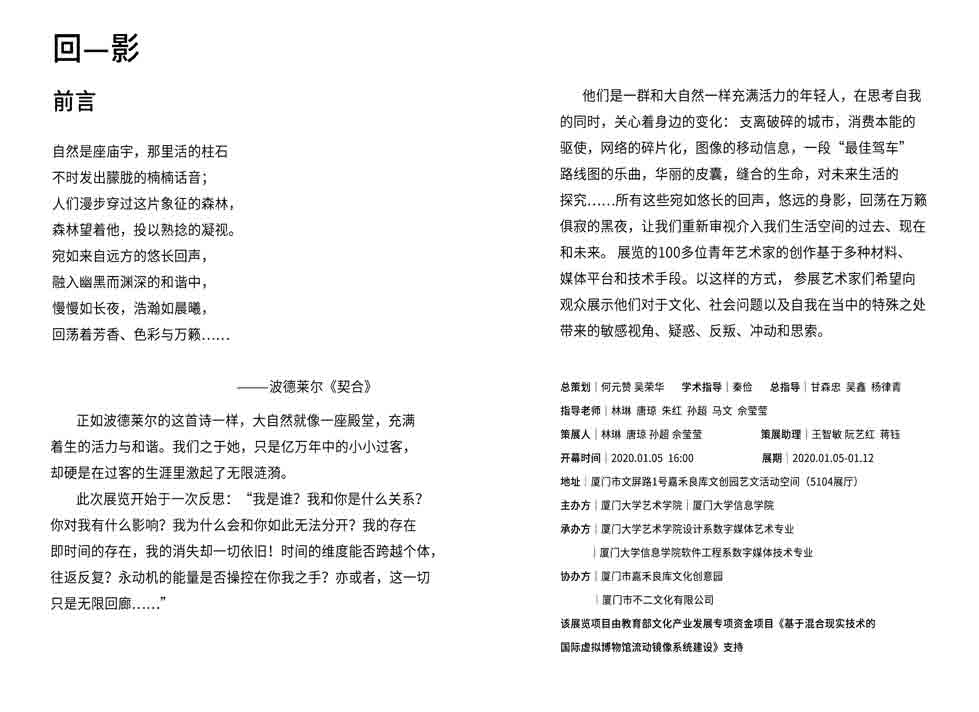 回—影
前言
自然是座庙宇，那里活的柱石
不时发出朦胧的楠楠话音；
人们漫步穿过这片象征的森林，
森林望着他，投以熟捻的凝视。
宛如来自远方的悠长回声，
融入幽黑而渊深的和谐中，
慢慢如长夜，浩瀚如晨曦，
回荡着芳香、色彩与万籁……
——波德莱尔《契合》
正如波德莱尔的这首诗一样，大自然就像一座殿堂，充满
着生的活力与和谐。我们之于她，只是亿万年中的小小过客，
却硬是在过客的生涯里激起了无限涟漪。
此次展览开始于一次反思：“我是谁？我和你是什么关系？
你对我有什么影响？我为什么会和你如此无法分开？我的存在
即时间的存在，我的消失却一切依旧！时间的维度能否跨越个体，
往返反复？永动机的能量是否操控在你我之手？亦或者，这一切
只是无限回廊……”
他们是一群和大自然一样充满活力的年轻人，在思考自我
的同时，关心着身边的变化： 支离破碎的城市，消费本能的
驱使，网络的碎片化，图像的移动信息，一段“最佳驾车”
路线图的乐曲，华丽的皮囊，缝合的生命，对未来生活的
探究……所有这些宛如悠长的回声，悠远的身影，回荡在万籁
俱寂的黑夜，让我们重新审视介入我们生活空间的过去、现在
和未来。 展览的100多位青年艺术家的创作基于多种材料、
媒体平台和技术手段。以这样的方式， 参展艺术家们希望向
观众展示他们对于文化、社会问题以及自我在当中的特殊之处
带来的敏感视角、疑惑、反叛、冲动和思索。
总策划｜何元赞 吴荣华 学术指导｜秦俭 总指导｜甘森忠 吴鑫 杨律青
指导老师｜林琳 唐琼 朱红 孙超 马文 佘莹莹
策展人｜林琳 唐琼 孙超 佘莹莹 策展助理｜王智敏 阮艺红 蒋钰
开幕时间｜2020.01.05 16:00 展期｜2020.01.05-01.12
地址｜厦门市文屏路1号嘉禾良库文创园艺文活动空间（5104展厅）
主办方｜厦门大学艺术学院｜厦门大学信息学院
承办方｜厦门大学艺术学院设计系数字媒体艺术专业
｜厦门大学信息学院软件工程系数字媒体技术专业
协办方｜厦门市嘉禾良库文化创意园
｜厦门市不二文化有限公司
该展览项目由教育部文化产业发展专项资金项目《基于混合现实技术的
国际虚拟博物馆流动镜像系统建设》支持